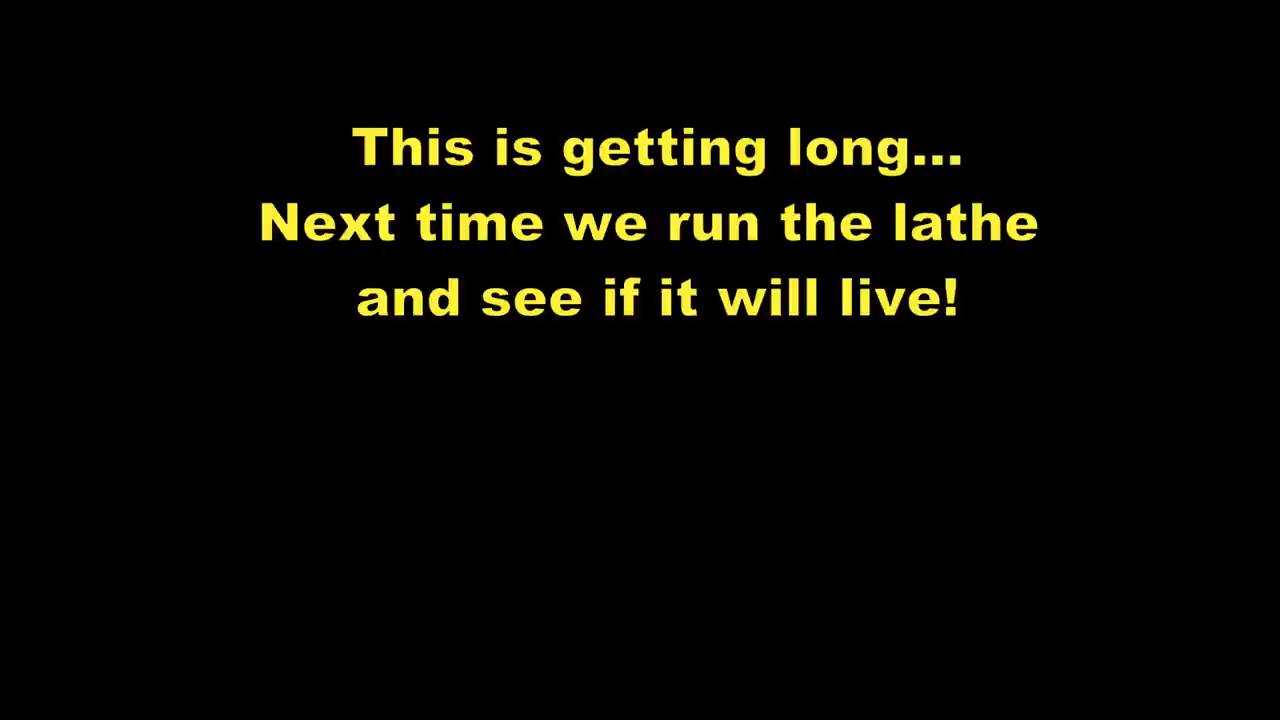 This is getting long...
Next time we run the lathe
and see if it will live!